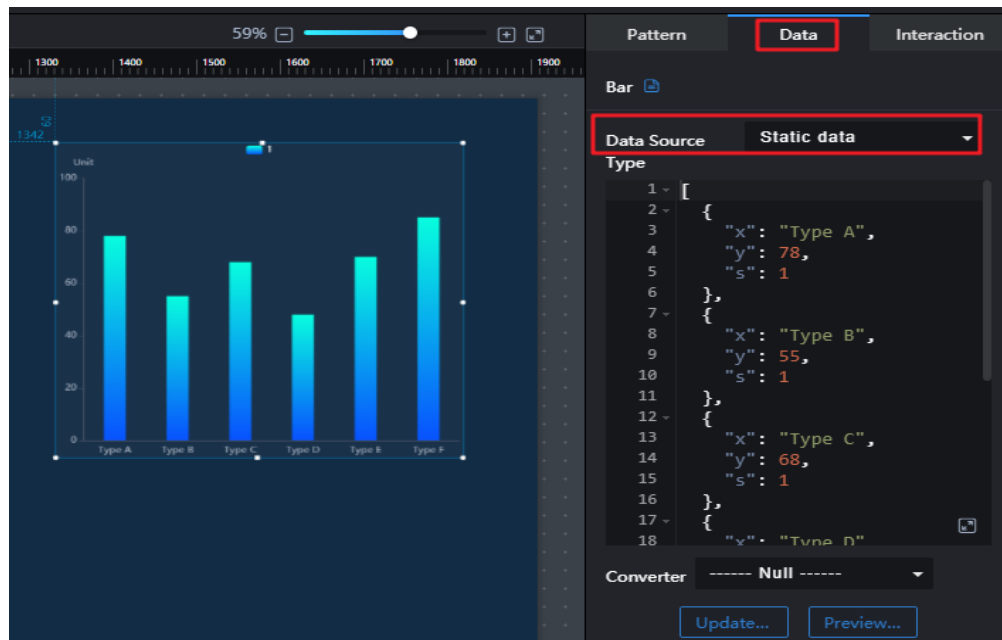 59%
Pattern Data Interaction
1300 1400 1500 1600 1700 1800 1900
Bar
60
1342
Data Source Static data
Type
1
Unit
100
80
60
40
20
0
Type A Type B Type C Type D Type E Type F
1 [
2 {
3 "x": "Type A",
4 "y": 78,
5 "s": 1
6 },
7 {
8 "x": "Type B",
9 "y": 55,
10 "s": 1
11 },
12 {
13 "x": "Type C",
14 "y": 68,
15 "s": 1
16 },
17 {
18 "x": "Type D"
Converter ------ Null ------
Update... Preview...